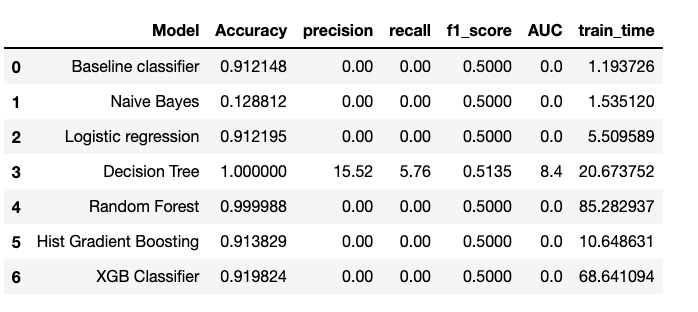 Model Accuracy precision recall f1_score AUC train_time
0 Baseline classifier 0.912148 0.00 0.00 0.5000 0.0 1.193726
1 Naive Bayes 0.128812 0.00 0.00 0.5000 0.0 1.535120
2 Logistic regression 0.912195 0.00 0.00 0.5000 0.0 5.509589
3 Decision Tree 1.000000 15.52 5.76 0.5135 8.4 20.673752
4 Random Forest 0.999988 0.00 0.00 0.5000 0.0 85.282937
5 Hist Gradient Boosting 0.913829 0.00 0.00 0.5000 0.0 10.648631
6 XGB Classifier 0.919824 0.00 0.00 0.5000 0.0 68.641094